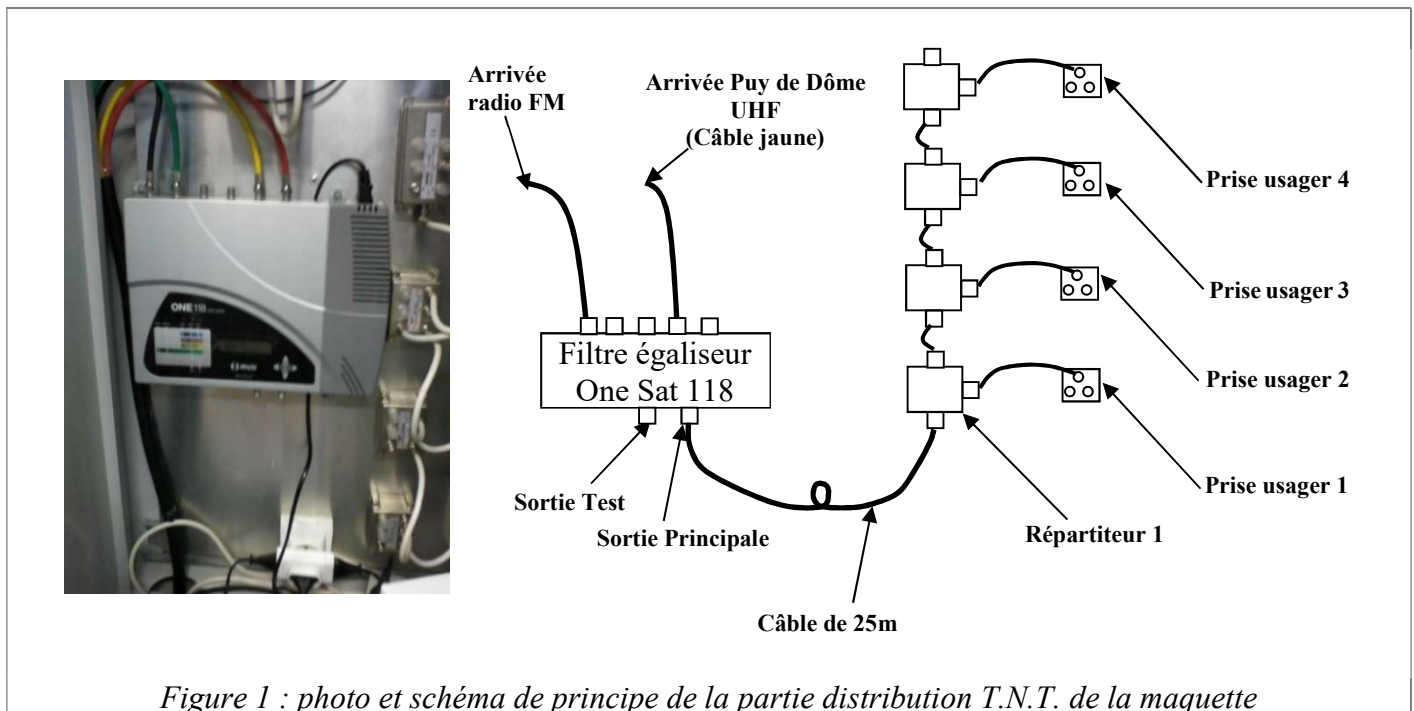 Arrivée
radio FM
Arrivée Puy de Dôme
UHF
(Câble jaune)
Prise usager 4
Prise usager 3
Prise usager 2
Prise usager 1
Filtre égaliseur
One Sat 118
Sortie Test
Sortie Principale
Répartiteur 1
Câble de 25m
ONE118
Figure 1 : photo et schéma de principe de la partie distribution T.N.T. de la maquette